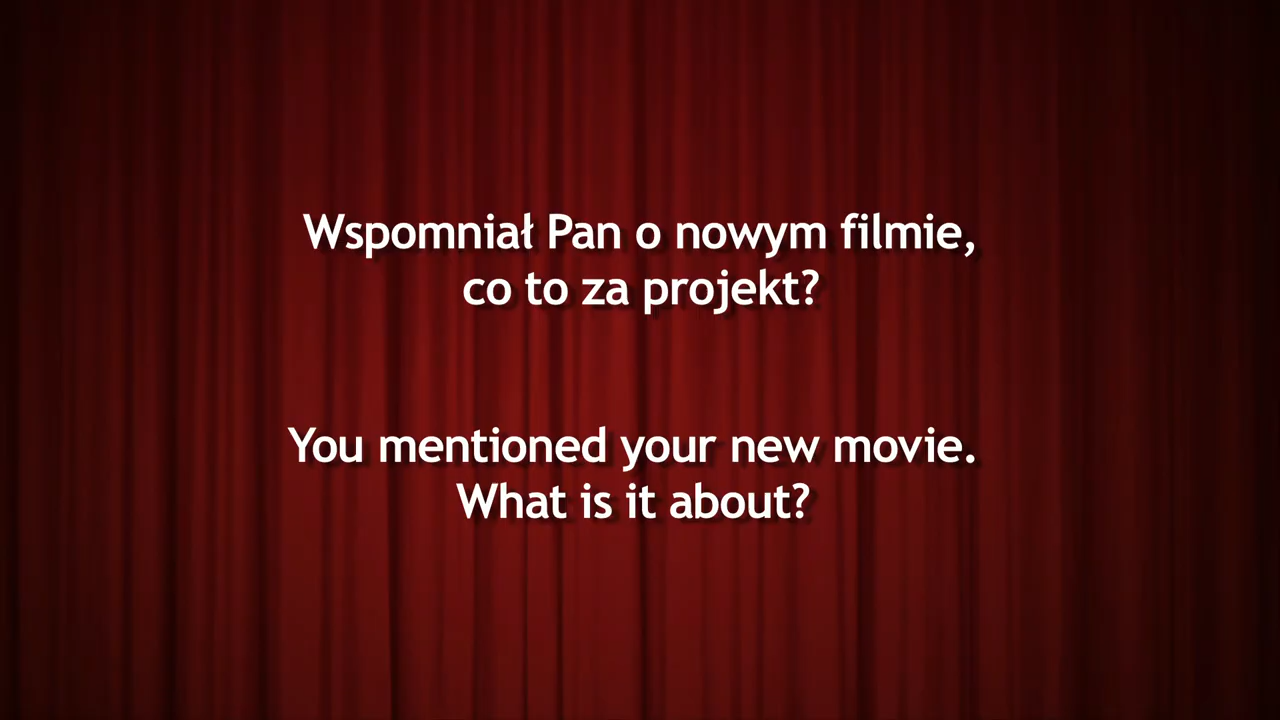 Wspomniał Pan o nowym filmie,
co to za projekt?
You mentioned your new movie.
What is it about?